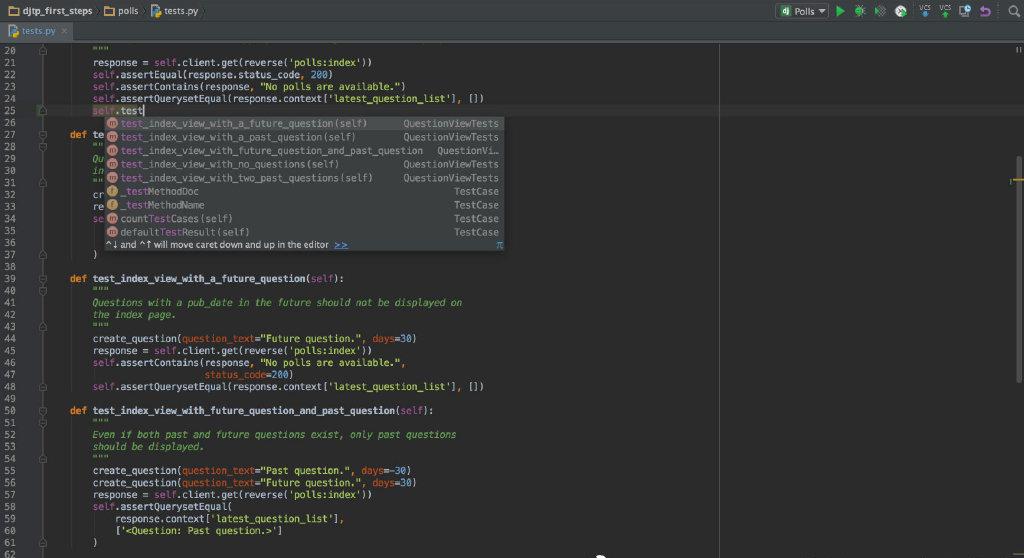 djtp_first_steps polls tests.py Polls VCS VCS
tests.py ×
20 """
21 response = self.client.get(reverse('polls:index'))
22 self.assertEqual(response.status_code, 200)
23 self.assertContains(response, "No polls are available.")
24 self.assertQuerysetEqual(response.context['latest_question_list'], [])
25 self.test
26 test_index_view_with_a_future_question(self) QuestionViewTests
27 def te test_index_view_with_a_past_question(self) QuestionViewTests
28 "" test_index_view_with_future_question_and_past_question QuestionVi…
29 Qu test_index_view_with_no_questions(self) QuestionViewTests
30 in test_index_view_with_two_past_questions(self) QuestionViewTests
31 "" _testMethodDoc TestCase
32 cr _testMethodName TestCase
33 re
34 se countTestCases(self) TestCase
35 defaultTestResult(self) TestCase
36 ^↓ and ^↑ will move caret down and up in the editor >> π
37 )
38
39 def test_index_view_with_a_future_question(self):
40 """
41 Questions with a pub_date in the future should not be displayed on
42 the index page.
43 """
44 create_question(question_text="Future question.", days=30)
45 response = self.client.get(reverse('polls:index'))
46 self.assertContains(response, "No polls are available.",
47 status_code=200)
48 self.assertQuerysetEqual(response.context['latest_question_list'], [])
49
50 def test_index_view_with_future_question_and_past_question(self):
51 """
52 Even if both past and future questions exist, only past questions
53 should be displayed.
54 """
55 create_question(question_text="Past question.", days=-30)
56 create_question(question_text="Future question.", days=30)
57 response = self.client.get(reverse('polls:index'))
58 self.assertQuerysetEqual(
59 response.context['latest_question_list'],
60 ['<Question: Past question.>']
61 )
62